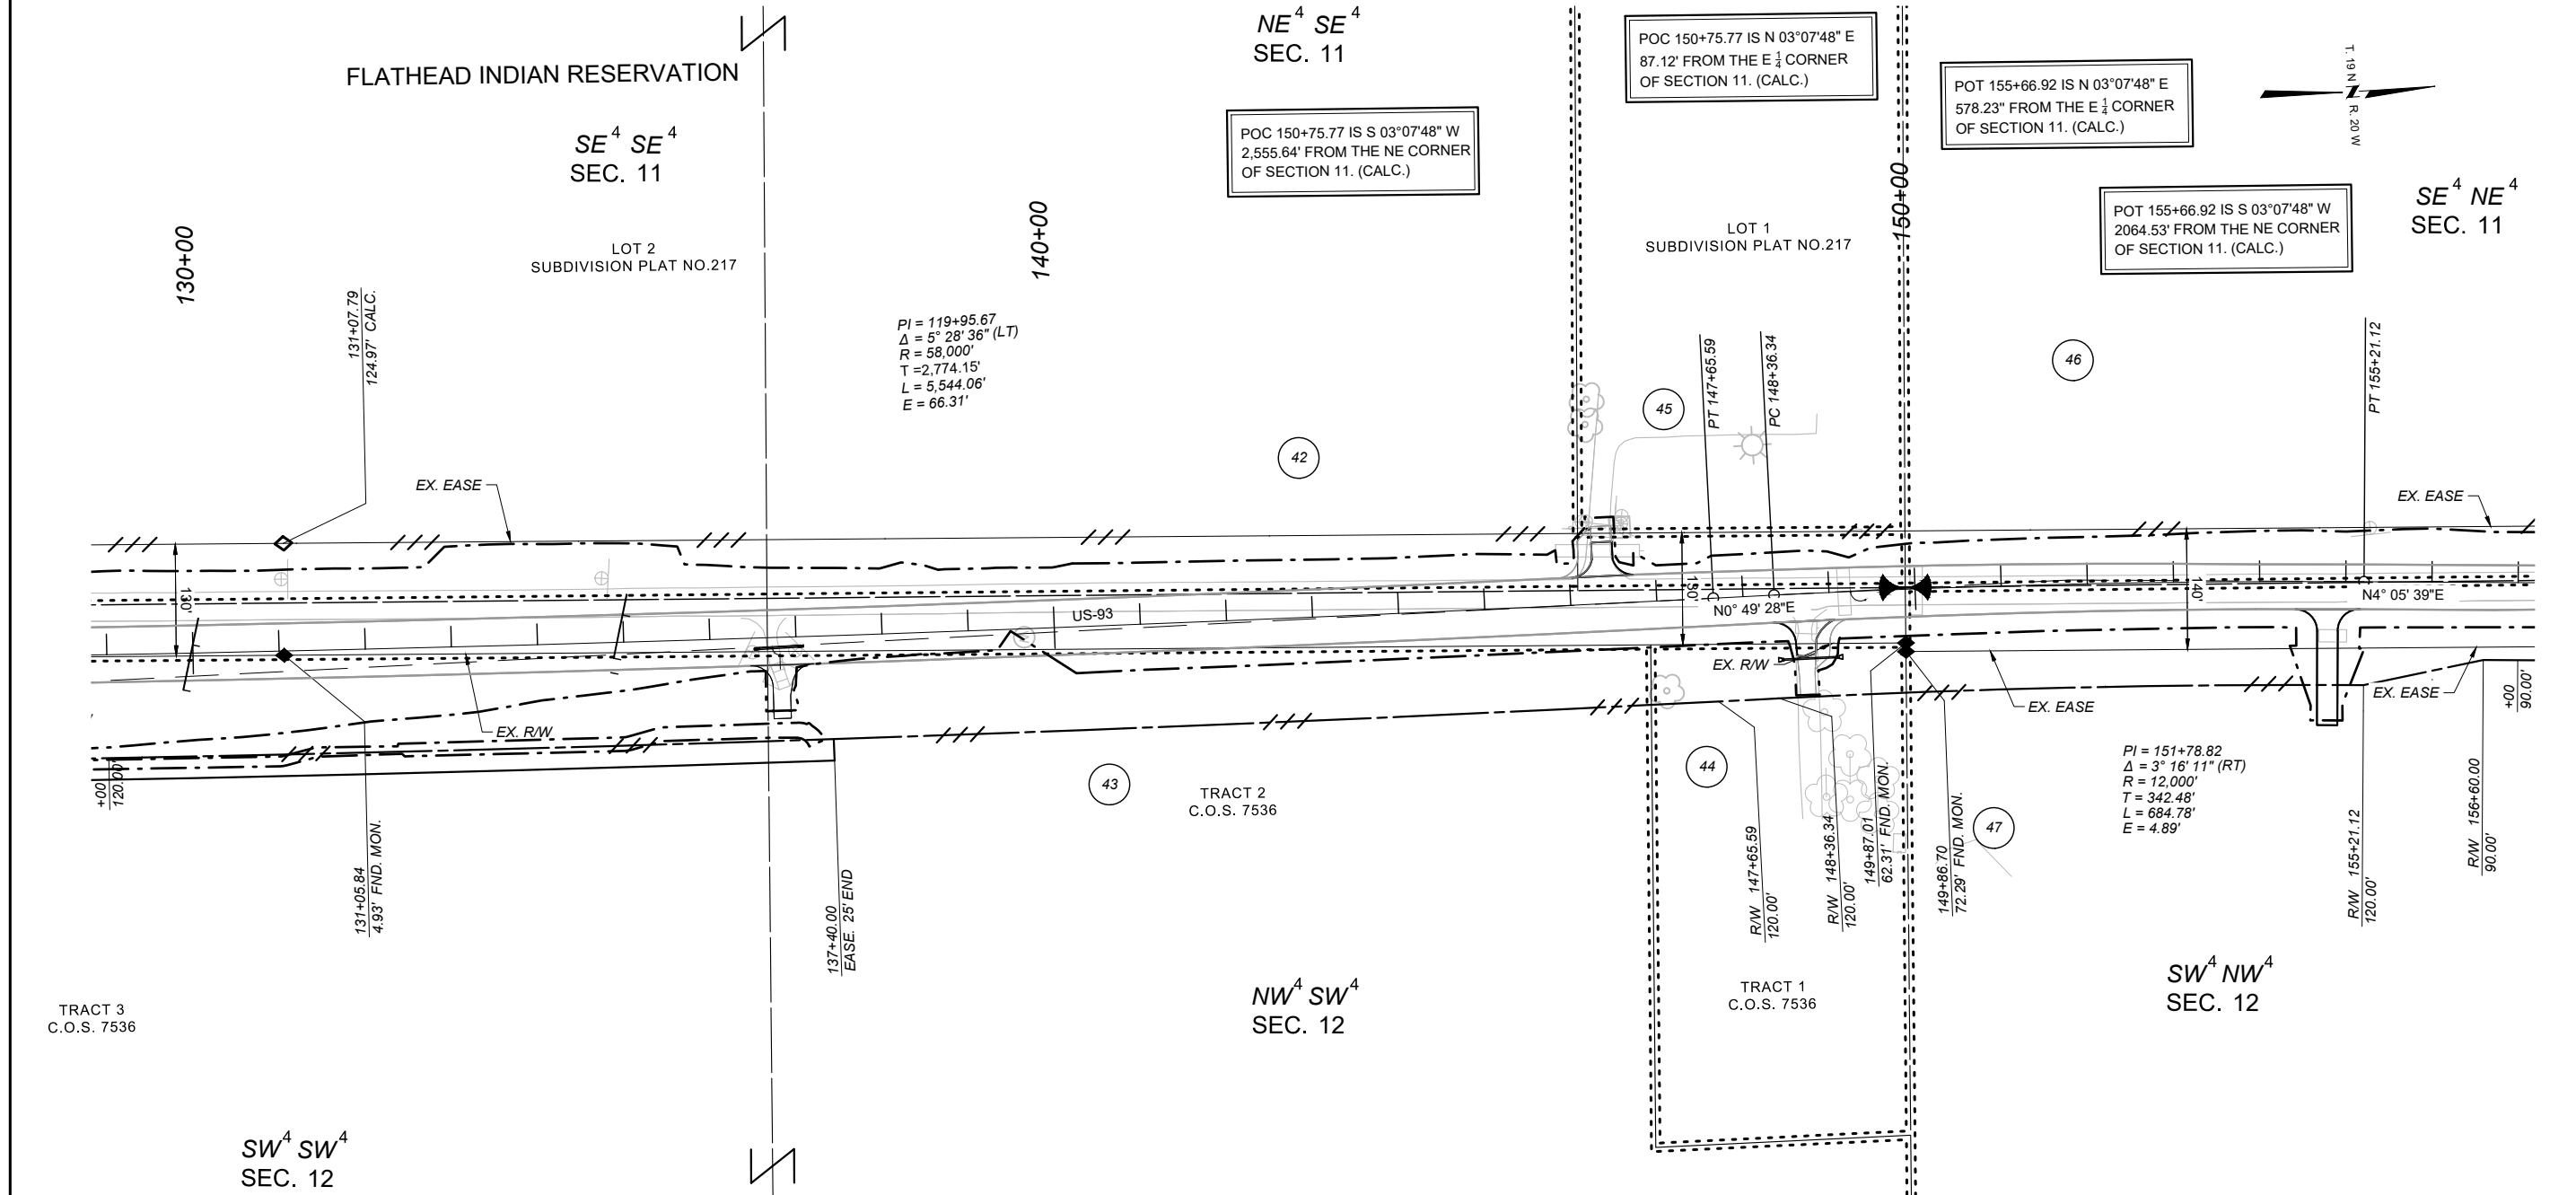 NE⁴ SE⁴
SEC. 11
FLATHEAD INDIAN RESERVATION
SE⁴ SE⁴
SEC. 11
POC 150+75.77 IS S 03°07'48" W
2,555.64' FROM THE NE CORNER
OF SECTION 11. (CALC.)
POC 150+75.77 IS N 03°07'48" E
87.12' FROM THE E 1/4 CORNER
OF SECTION 11. (CALC.)
POT 155+66.92 IS N 03°07'48" E
578.23" FROM THE E 1/4 CORNER
OF SECTION 11. (CALC.)
T. 19 N
N
R. 20 W
POT 155+66.92 IS S 03°07'48" W
2064.53' FROM THE NE CORNER
OF SECTION 11. (CALC.)
SE⁴ NE⁴
SEC. 11
130+00
140+00
150+00
LOT 2
SUBDIVISION PLAT NO.217
LOT 1
SUBDIVISION PLAT NO.217
131+07.79
124.97' CALC.
PI = 119+95.67
Δ = 5° 28' 36" (LT)
R = 58,000'
T =2,774.15'
L = 5,544.06'
E = 66.31'
PT 147+65.59
PC 148+36.34
PT 155+21.12
42
45
46
EX. EASE
EX. EASE
130'
130'
140'
US-93
N0° 49' 28"E
N4° 05' 39"E
EX. R/W
EX. R/W
EX. EASE
EX. EASE
+00
120.00'
+00
90.00'
43
44
47
TRACT 2
C.O.S. 7536
131+05.84
4.93' FND. MON.
137+40.00
EASE. 25' END
R/W 147+65.59
120.00'
R/W 148+36.34
120.00'
149+87.01
62.31' FND. MON.
149+86.70
72.29' FND. MON.
PI = 151+78.82
Δ = 3° 16' 11" (RT)
R = 12,000'
T = 342.48'
L = 684.78'
E = 4.89'
R/W 155+21.12
120.00'
R/W 156+60.00
90.00'
TRACT 3
C.O.S. 7536
NW⁴ SW⁴
SEC. 12
TRACT 1
C.O.S. 7536
SW⁴ NW⁴
SEC. 12
SW⁴ SW⁴
SEC. 12